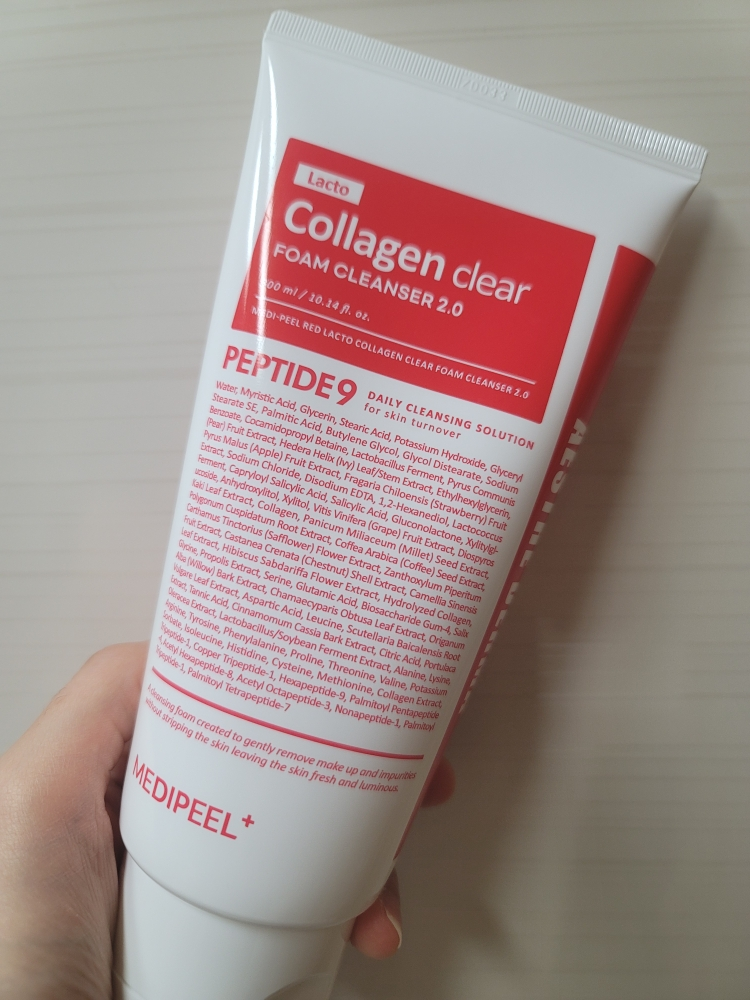 Lacto
Collagen clear
FOAM CLEANSER 2.0
00 ml / 10.14 fl. oz.
MEDI-PEEL RED LACTO COLLAGEN CLEAR FOAM CLEANSER 2.0
PEPTIDE9
DAILY CLEANSING SOLUTION
for skin turnover
Water, Myristic Acid, Glycerin, Stearic Acid, Potassium Hydroxide, Glyceryl
Stearate SE, Palmitic Acid, Butylene Glycol, Glycol Distearate, Sodium
Benzoate, Cocamidopropyl Betaine, Lactobacillus Ferment, Pyrus Communis
(Pear) Fruit Extract, Hedera Helix (Ivy) Leaf/Stem Extract, Ethylhexylglycerin,
Pyrus Malus (Apple) Fruit Extract, Fragaria Chiloensis (Strawberry) Fruit
Extract, Sodium Chloride, Disodium EDTA, 1,2-Hexanediol, Lactococcus
Ferment, Capryloyl Salicylic Acid, Salicylic Acid, Gluconolactone, Xylitylgl-
ucoside, Anhydroxylitol, Xylitol, Vitis Vinifera (Grape) Fruit Extract, Diospyros
Kaki Leaf Extract, Collagen, Panicum Miliaceum (Millet) Seed Extract,
Polygonum Cuspidatum Root Extract, Coffea Arabica (Coffee) Seed Extract,
Carthamus Tinctorius (Safflower) Flower Extract, Zanthoxylum Piperitum
Fruit Extract, Castanea Crenata (Chestnut) Shell Extract, Camellia Sinensis
Leaf Extract, Hibiscus Sabdariffa Flower Extract, Hydrolyzed Collagen,
Glycine, Propolis Extract, Serine, Glutamic Acid, Biosaccharide Gum-4, Salix
Alba (Willow) Bark Extract, Chamaecyparis Obtusa Leaf Extract, Origanum
Vulgare Leaf Extract, Aspartic Acid, Leucine, Scutellaria Baicalensis Root
Extract, Tannic Acid, Cinnamomum Cassia Bark Extract, Citric Acid, Portulaca
Oleracea Extract, Lactobacillus/Soybean Ferment Extract, Alanine, Lysine,
Arginine, Tyrosine, Phenylalanine, Proline, Threonine, Valine, Potassium
Sorbate, Isoleucine, Histidine, Cysteine, Methionine, Collagen Extract,
Tripeptide-1, Copper Tripeptide-1, Hexapeptide-9, Palmitoyl Pentapeptide
-4, Acetyl Hexapeptide-8, Acetyl Octapeptide-3, Nonapeptide-1, Palmitoyl
Tripeptide-1, Palmitoyl Tetrapeptide-7
A cleansing foam created to gently remove make up and impurities
without stripping the skin leaving the skin fresh and luminous.
MEDIPEEL+